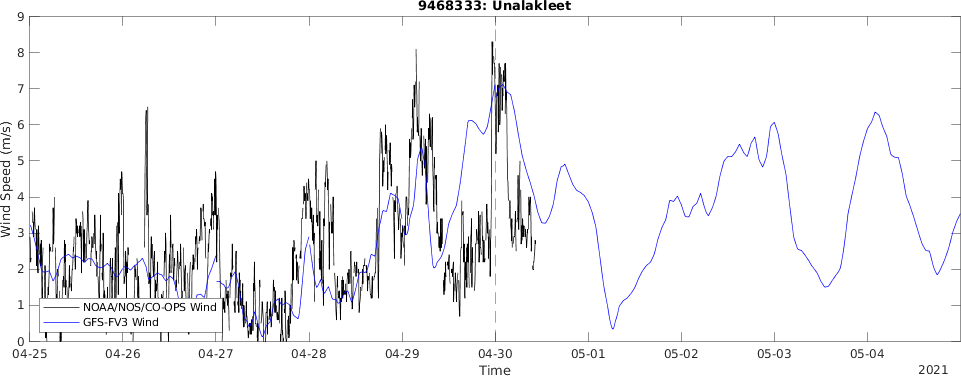 9468333: Unalakleet
9
8
7
6
5
4
3
2
1
0
Wind Speed (m/s)
NOAA/NOS/CO-OPS Wind
GFS-FV3 Wind
04-25 04-26 04-27 04-28 04-29 04-30 05-01 05-02 05-03 05-04
Time
2021